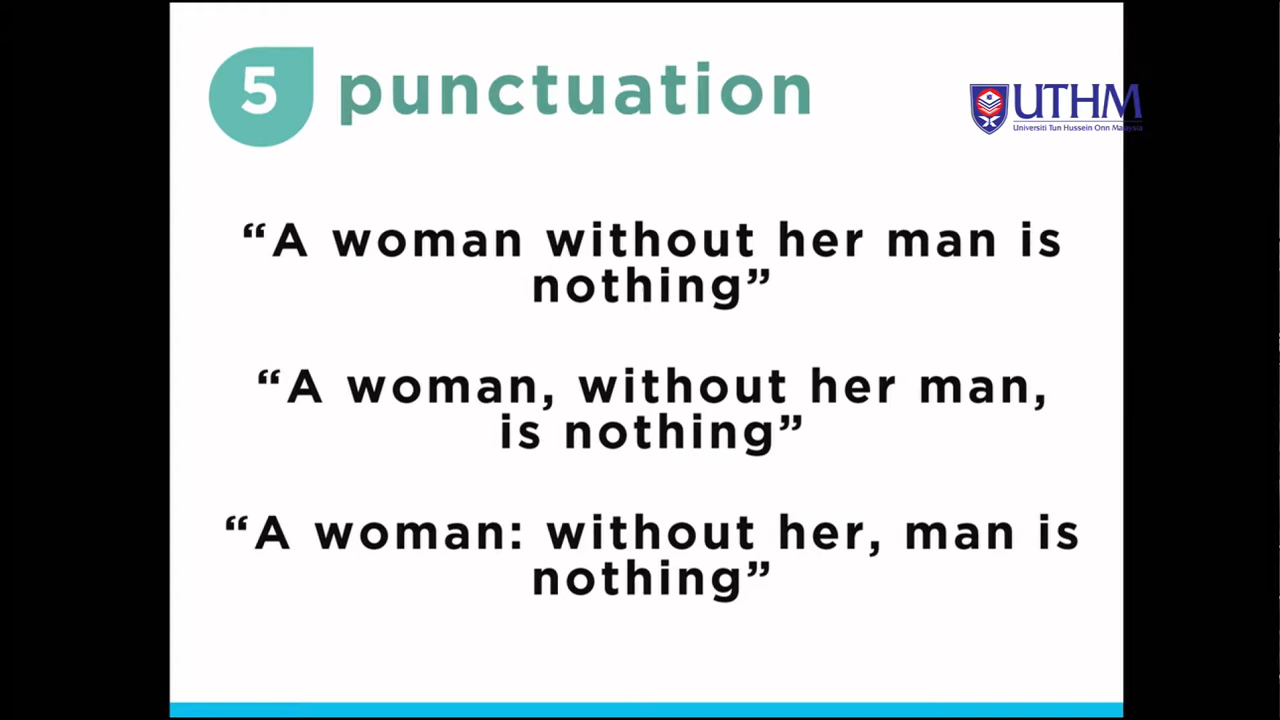 5 punctuation
UTHM
Universiti Tun Hussein Onn Malaysia
“A woman without her man is
nothing”
“A woman, without her man,
is nothing”
“A woman: without her, man is
nothing”